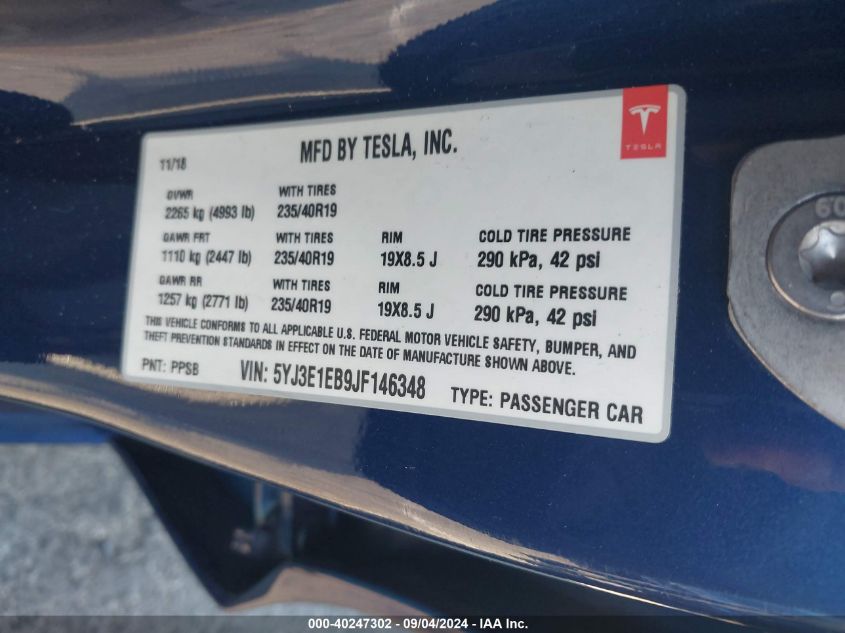 MFD BY TESLA, INC.
TESLA
11/18
GVWR WITH TIRES
2265 kg (4993 lb) 235/40R19
GAWR FRT WITH TIRES RIM COLD TIRE PRESSURE
1110 kg (2447 lb) 235/40R19 19X8.5 J 290 kPa, 42 psi
GAWR RR WITH TIRES RIM COLD TIRE PRESSURE
1257 kg (2771 lb) 235/40R19 19X8.5 J 290 kPa, 42 psi
THIS VEHICLE CONFORMS TO ALL APPLICABLE U.S. FEDERAL MOTOR VEHICLE SAFETY, BUMPER, AND
THEFT PREVENTION STANDARDS IN EFFECT ON THE DATE OF MANUFACTURE SHOWN ABOVE.
PNT: PPSB VIN: 5YJ3E1EB9JF146348 TYPE: PASSENGER CAR
000-40247302 - 09/04/2024 - IAA Inc.